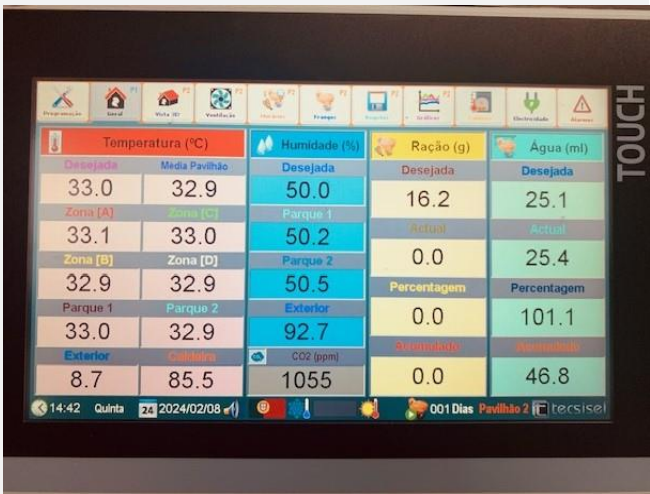 TOUCH
Programação Geral Vista 3D Ventilação Frangos Gráficos Electricidade Alarmes
P1 P2 P2
Temperatura (ºC) Humidade (%) Ração (g) Água (ml)
Desejada Média Pavilhão Desejada Desejada Desejada
33.0 32.9 50.0 16.2 25.1
Zona [A] Zona [C] Parque 1 Actual Actual
33.1 33.0 50.2 0.0 25.4
Zona [B] Zona [D] Parque 2 Percentagem Percentagem
32.9 32.9 50.5 0.0 101.1
Parque 1 Parque 2 Exterior Acumulado Acumulado
33.0 32.9 92.7 0.0 46.8
Exterior Caldeira CO2 (ppm)
8.7 85.5 1055
14:42 Quinta 24 2024/02/08 001 Dias Pavilhão 2 tecsisel